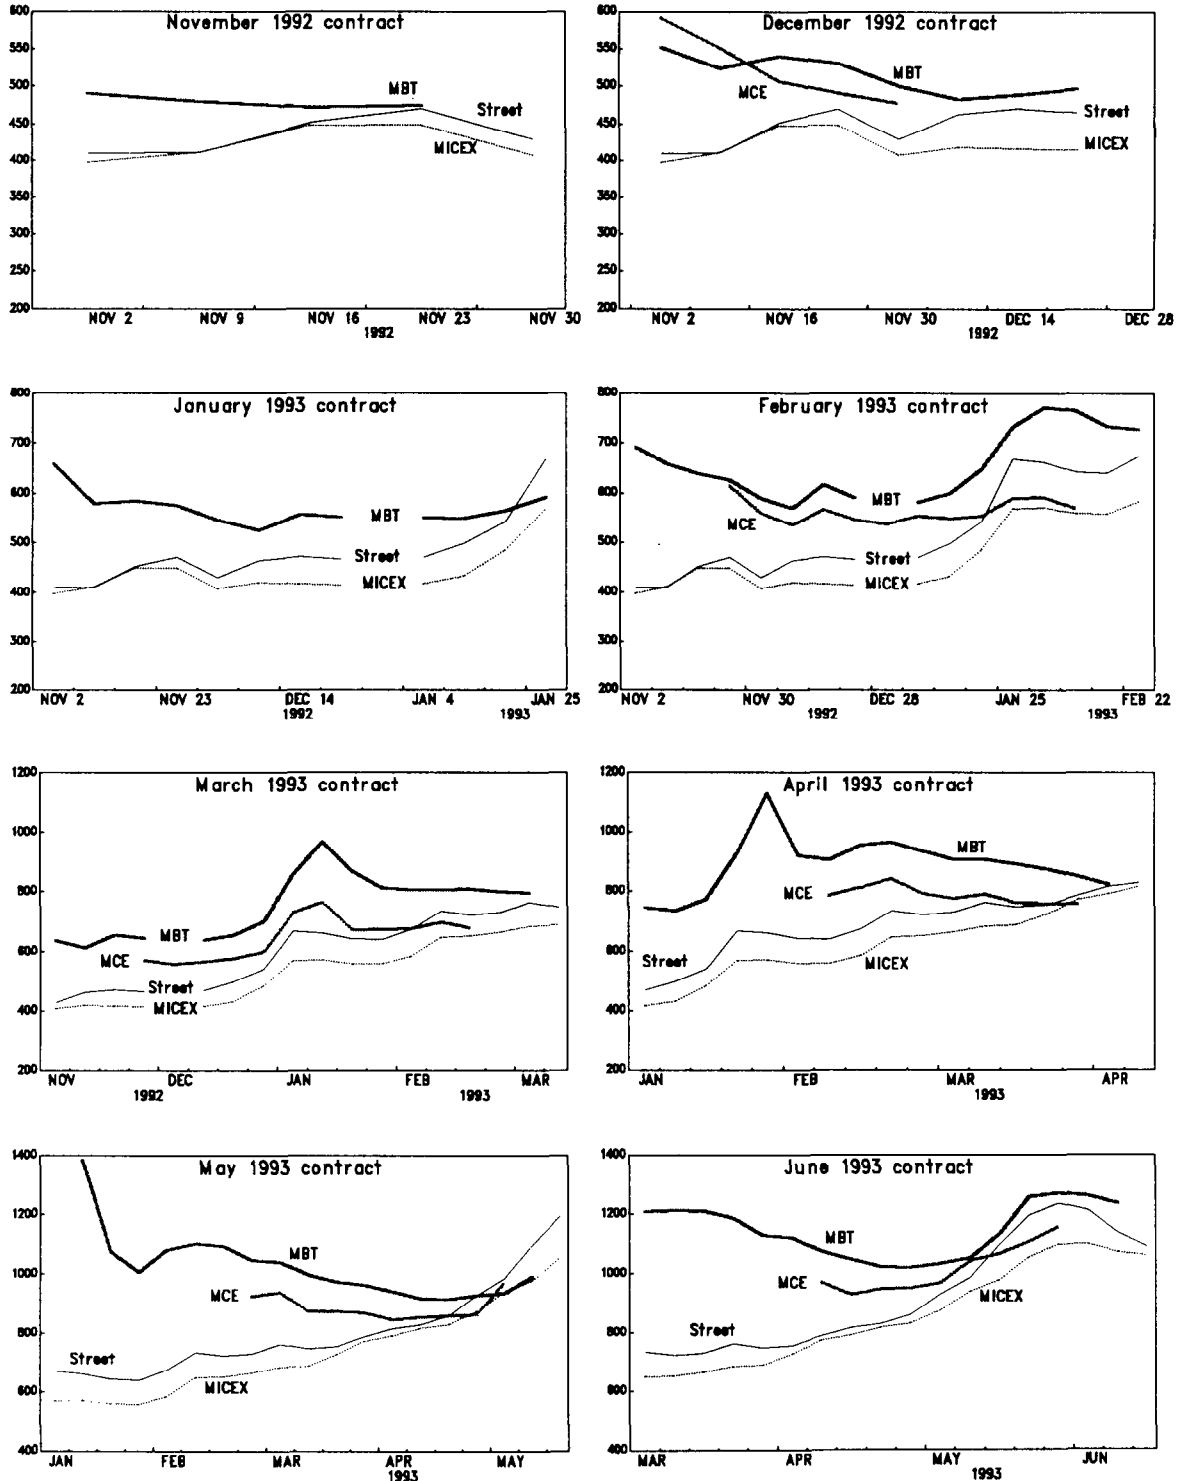 November 1992 contract
600
550
500
450
400
350
300
250
200
MBT
Street
MICEX
NOV 2 NOV 9 NOV 16 NOV 23 NOV 30
1992
December 1992 contract
600
550
500
450
400
350
300
250
200
MCE
MBT
Street
MICEX
NOV 2 NOV 16 NOV 30 DEC 14 DEC 28
1992
January 1993 contract
800
700
600
500
400
300
200
MBT
Street
MICEX
NOV 2 NOV 23 DEC 14 JAN 4 JAN 25
1992 1993
February 1993 contract
800
700
600
500
400
300
200
MBT
MCE
Street
MICEX
NOV 2 NOV 30 DEC 28 JAN 25 FEB 22
1992 1993
March 1993 contract
1200
1000
800
600
400
200
MBT
MCE
Street
MICEX
NOV DEC JAN FEB MAR
1992 1993
April 1993 contract
1200
1000
800
600
400
200
MBT
MCE
Street
MICEX
JAN FEB MAR APR
1993
May 1993 contract
1400
1200
1000
800
600
400
MBT
MCE
Street
MICEX
JAN FEB MAR APR MAY
1993
June 1993 contract
1400
1200
1000
800
600
400
MBT
MCE
MICEX
Street
MAR APR MAY JUN
1993